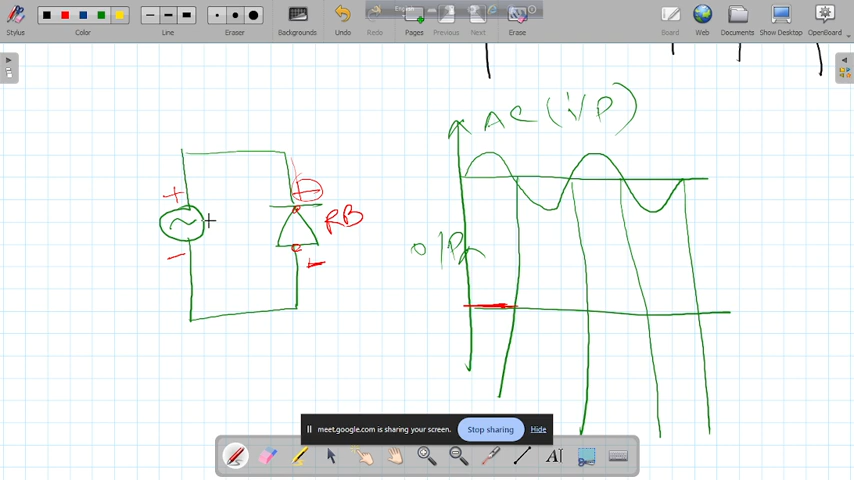 English
Stylus
Color
Line
Eraser
Backgrounds
Undo
Redo
Pages
Previous
Next
Erase
Board
Web
Documents
Show Desktop
OpenBoard
AC (i/P)
+
+
RB
~
-
-
O/P
meet.google.com is sharing your screen.
Stop sharing
Hide